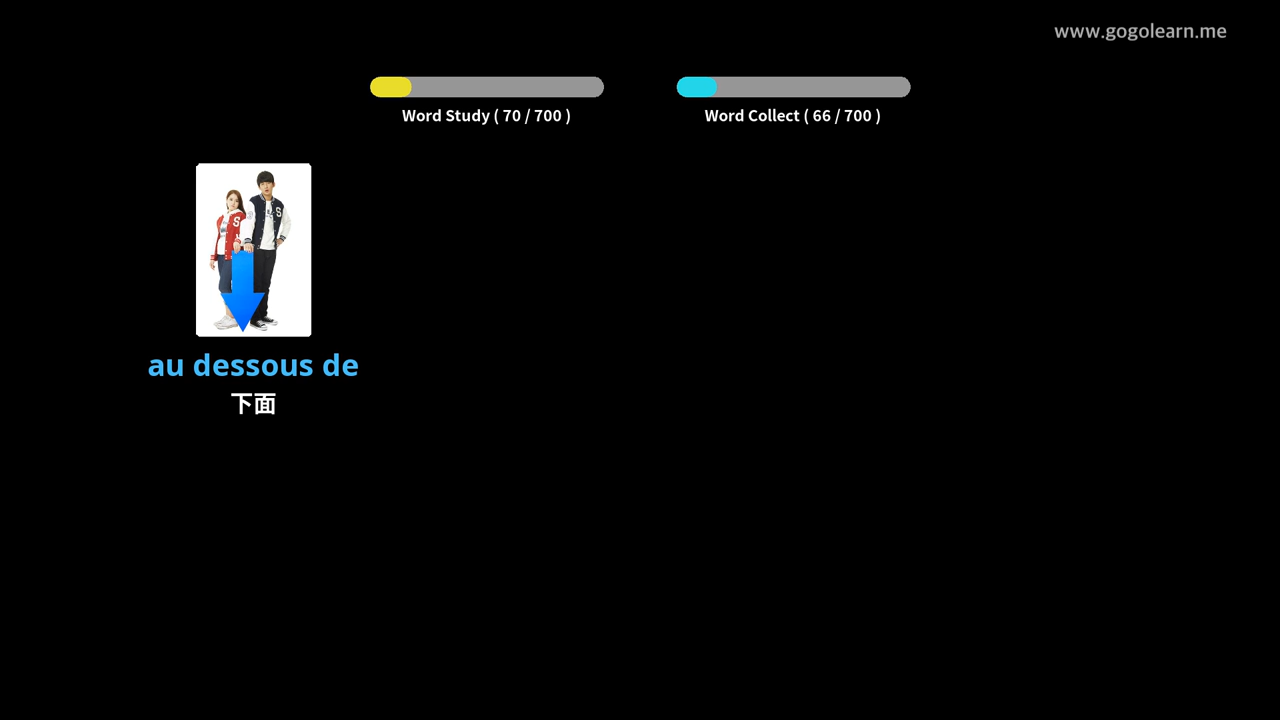 www.gogolearn.me
Word Study ( 70 / 700 )
Word Collect ( 66 / 700 )
S
S
au dessous de
下面